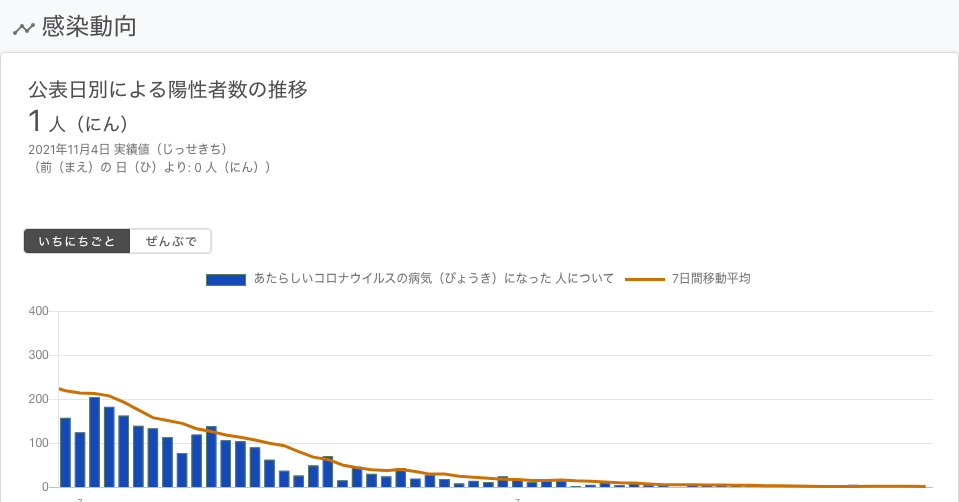 感染動向
公表日別による陽性者数の推移
1 人（にん）
2021年11月4日 実績値（じっせきち）
（前（まえ）の 日（ひ）より: 0 人（にん））
いちにちごと ぜんぶで
あたらしいコロナウイルスの病気（びょうき）になった 人について 7日間移動平均
400
300
200
100
0